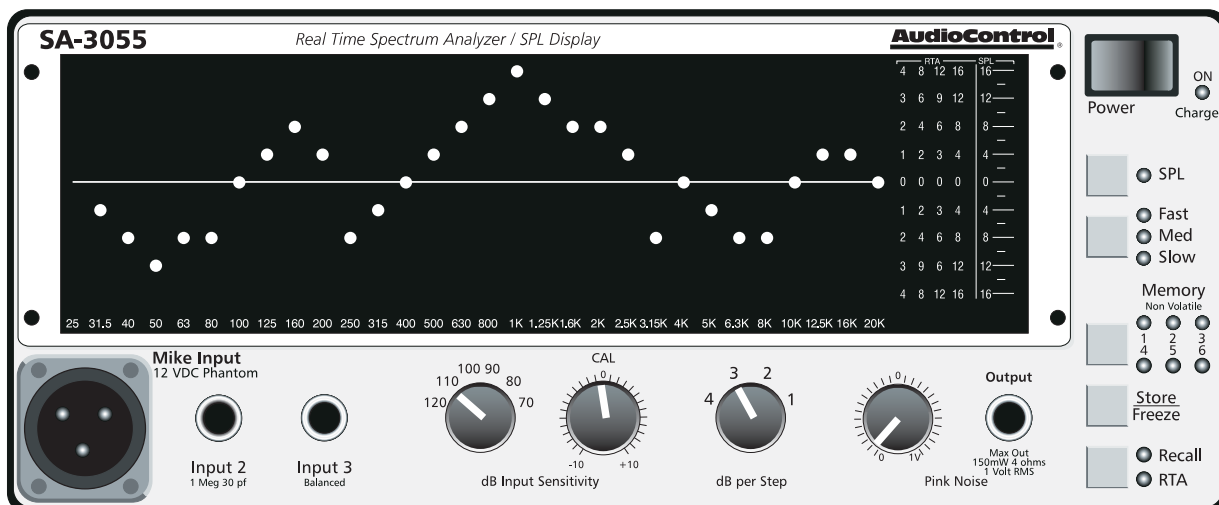 SA-3055
Real Time Spectrum Analyzer / SPL Display
AudioControl®
RTA SPL
4 8 12 16 16
3 6 9 12 12
2 4 6 8 8
1 2 3 4 4
0 0 0 0 0
1 2 3 4 4
2 4 6 8 8
3 9 6 12 12
4 8 12 16 16
25 31.5 40 50 63 80 100 125 160 200 250 315 400 500 630 800 1K 1.25K 1.6K 2K 2.5K 3.15K 4K 5K 6.3K 8K 10K 12.5K 16K 20K
Power
ON
Charge
SPL
Fast
Med
Slow
Memory
Non Volatile
1 2 3
4 5 6
Store
Freeze
Recall
RTA
Mike Input
12 VDC Phantom
Input 2
1 Meg 30 pf
Input 3
Balanced
120 110 100 90 80 70
CAL
0
-10 +10
dB Input Sensitivity
4 3 2 1
dB per Step
0
0 1V
Pink Noise
Output
Max Out
150mW 4 ohms
1 Volt RMS